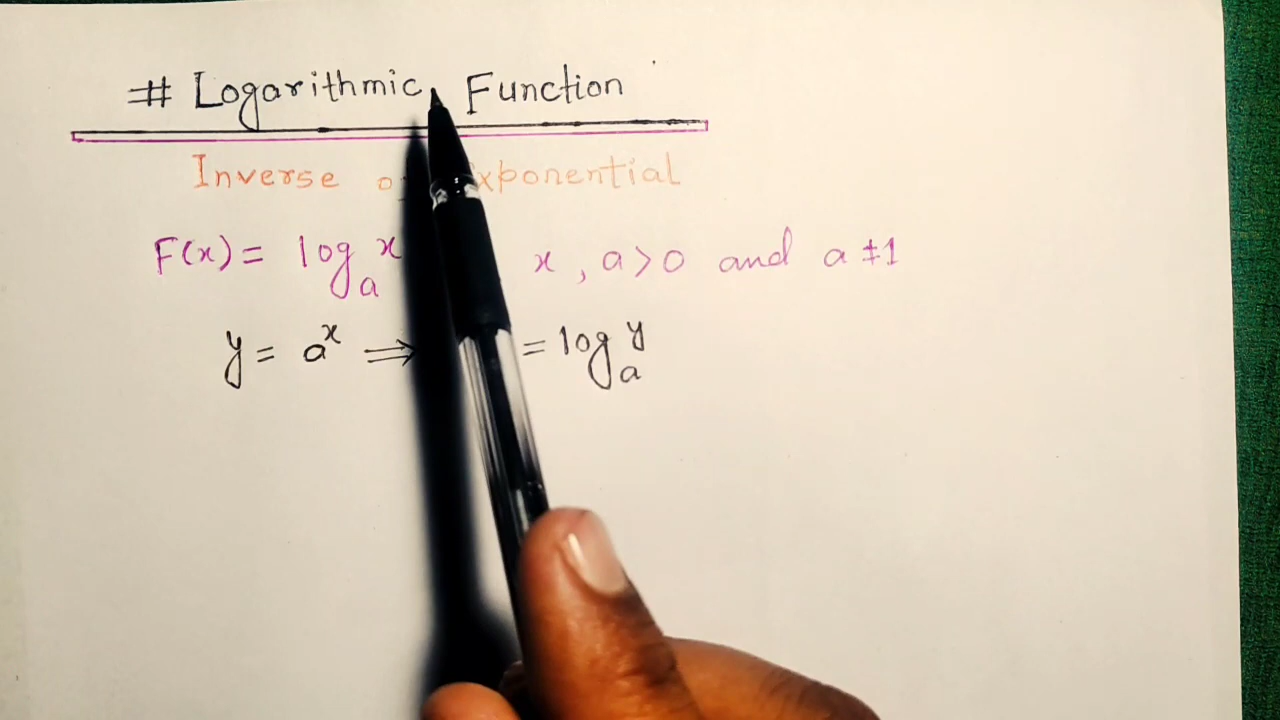 # Logarithmic Function
Inverse o xponential
F(x) = log_a x x, a > 0 and a ≠ 1
y = a^x ⇒ = log_a y